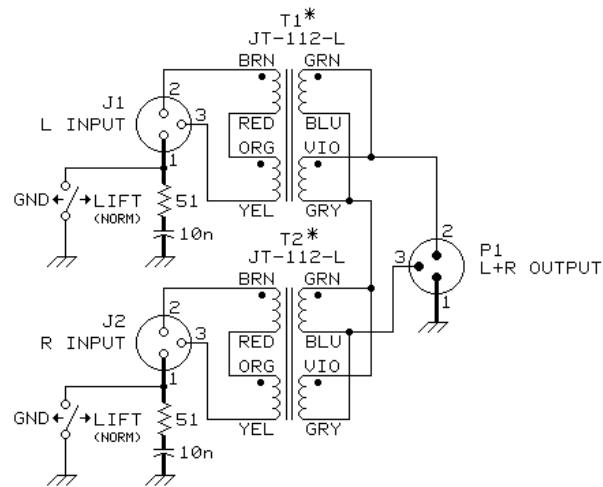 T1*
JT-112-L
BRN GRN
2
J1
L INPUT
3
RED BLU
ORG VIO
1
GND LIFT
(NORM)
51
10n
YEL GRY
T2*
JT-112-L
BRN GRN
2
3
P1
L+R OUTPUT
1
2
J2
R INPUT
3
RED BLU
ORG VIO
1
GND LIFT
(NORM)
51
10n
YEL GRY